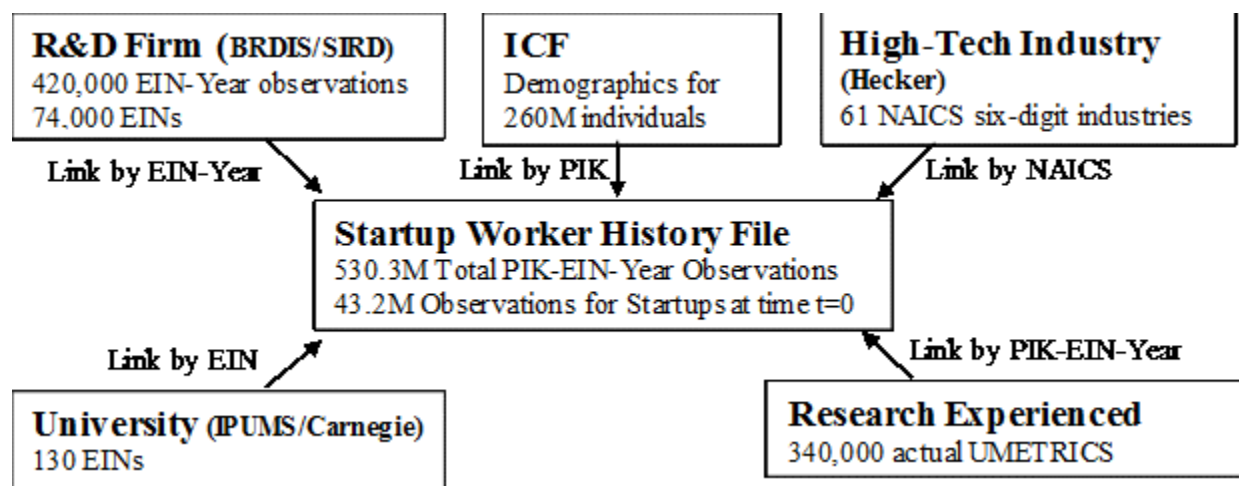 R&D Firm (BRDIS/SIRD)
420,000 EIN-Year observations
74,000 EINs
ICF
Demographics for
260M individuals
High-Tech Industry
(Hecker)
61 NAICS six-digit industries
Link by EIN-Year
Link by PIK
Link by NAICS
Startup Worker History File
530.3M Total PIK-EIN-Year Observations
43.2M Observations for Startups at time t=0
Link by EIN
Link by PIK-EIN-Year
University (IPUMS/Carnegie)
130 EINs
Research Experienced
340,000 actual UMETRICS